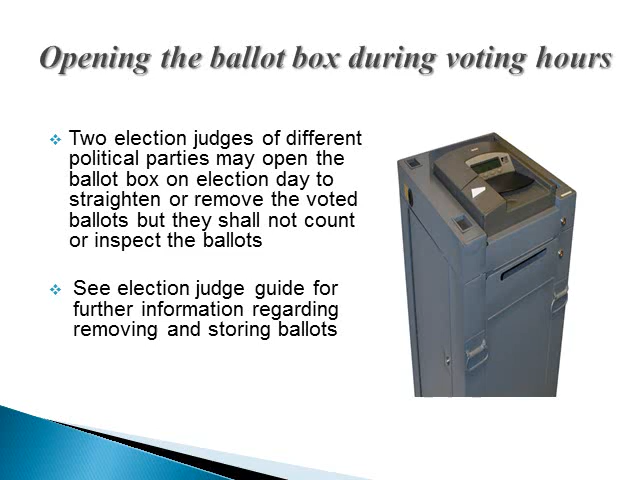 Opening the ballot box during voting hours
Two election judges of different
political parties may open the
ballot box on election day to
straighten or remove the voted
ballots but they shall not count
or inspect the ballots
See election judge guide for
further information regarding
removing and storing ballots